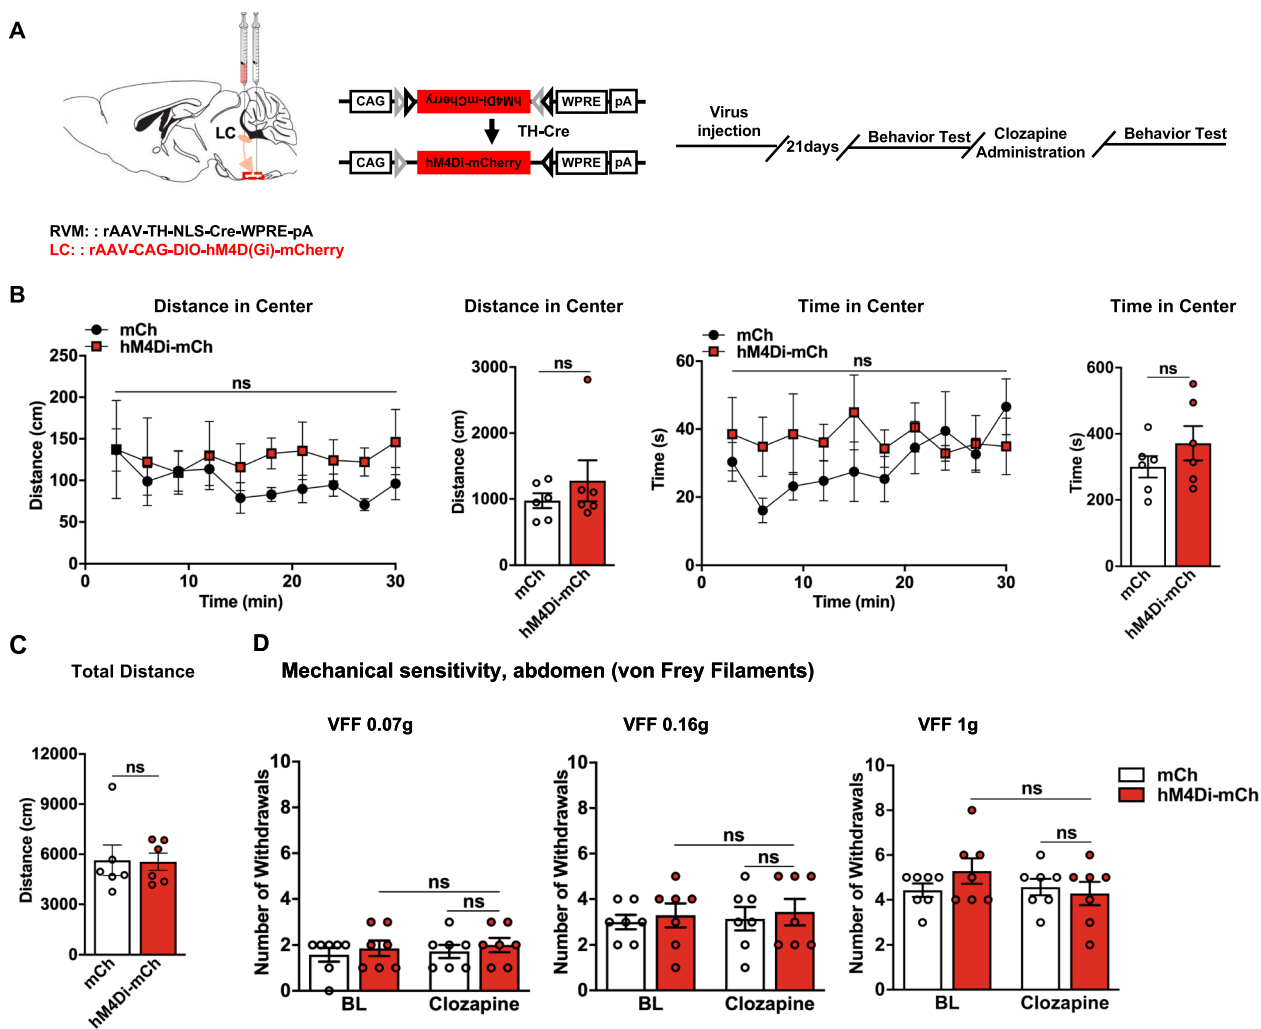 A
LC
CAG
hM4Di-mCherry
WPRE
pA
TH-Cre
CAG
hM4Di-mCherry
WPRE
pA
Virus
injection
21days
Behavior Test
Clozapine
Administration
Behavior Test
RVM: : rAAV-TH-NLS-Cre-WPRE-pA
LC: : rAAV-CAG-DIO-hM4D(Gi)-mCherry
B
Distance in Center
mCh
hM4Di-mCh
ns
Distance (cm)
250
200
150
100
50
0
0
10
20
30
Time (min)
Distance in Center
ns
Distance (cm)
3000
2000
1000
0
mCh
hM4Di-mCh
Time in Center
mCh
hM4Di-mCh
ns
Time (s)
60
40
20
0
0
10
20
30
Time (min)
Time in Center
ns
Time (s)
600
400
200
0
mCh
hM4Di-mCh
C
Total Distance
ns
Distance (cm)
12000
9000
6000
3000
0
mCh
hM4Di-mCh
D
Mechanical sensitivity, abdomen (von Frey Filaments)
VFF 0.07g
Number of Withdrawals
10
8
6
4
2
0
ns
ns
BL
Clozapine
VFF 0.16g
Number of Withdrawals
10
8
6
4
2
0
ns
ns
BL
Clozapine
VFF 1g
Number of Withdrawals
10
8
6
4
2
0
ns
ns
BL
Clozapine
mCh
hM4Di-mCh